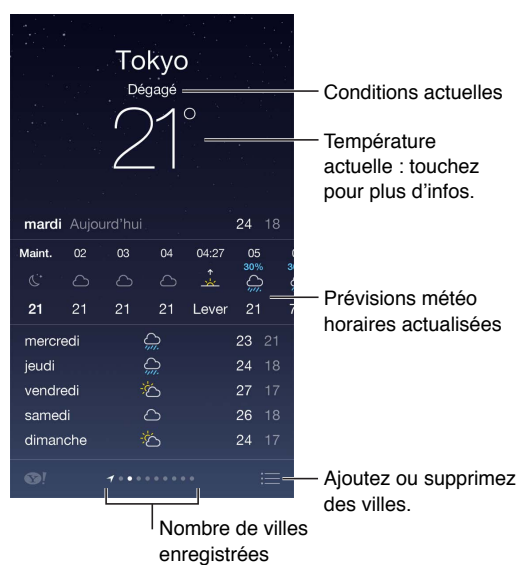 Tokyo
Dégagé
21°
mardi Aujourd'hui 24 18
Maint. 02 03 04 04:27 05
30%
21 21 21 21 Lever 21
mercredi 23 21
jeudi 24 18
vendredi 27 17
samedi 26 18
dimanche 24 17
Y!
Conditions actuelles
Température
actuelle : touchez
pour plus d'infos.
Prévisions météo
horaires actualisées
Ajoutez ou supprimez
des villes.
Nombre de villes
enregistrées